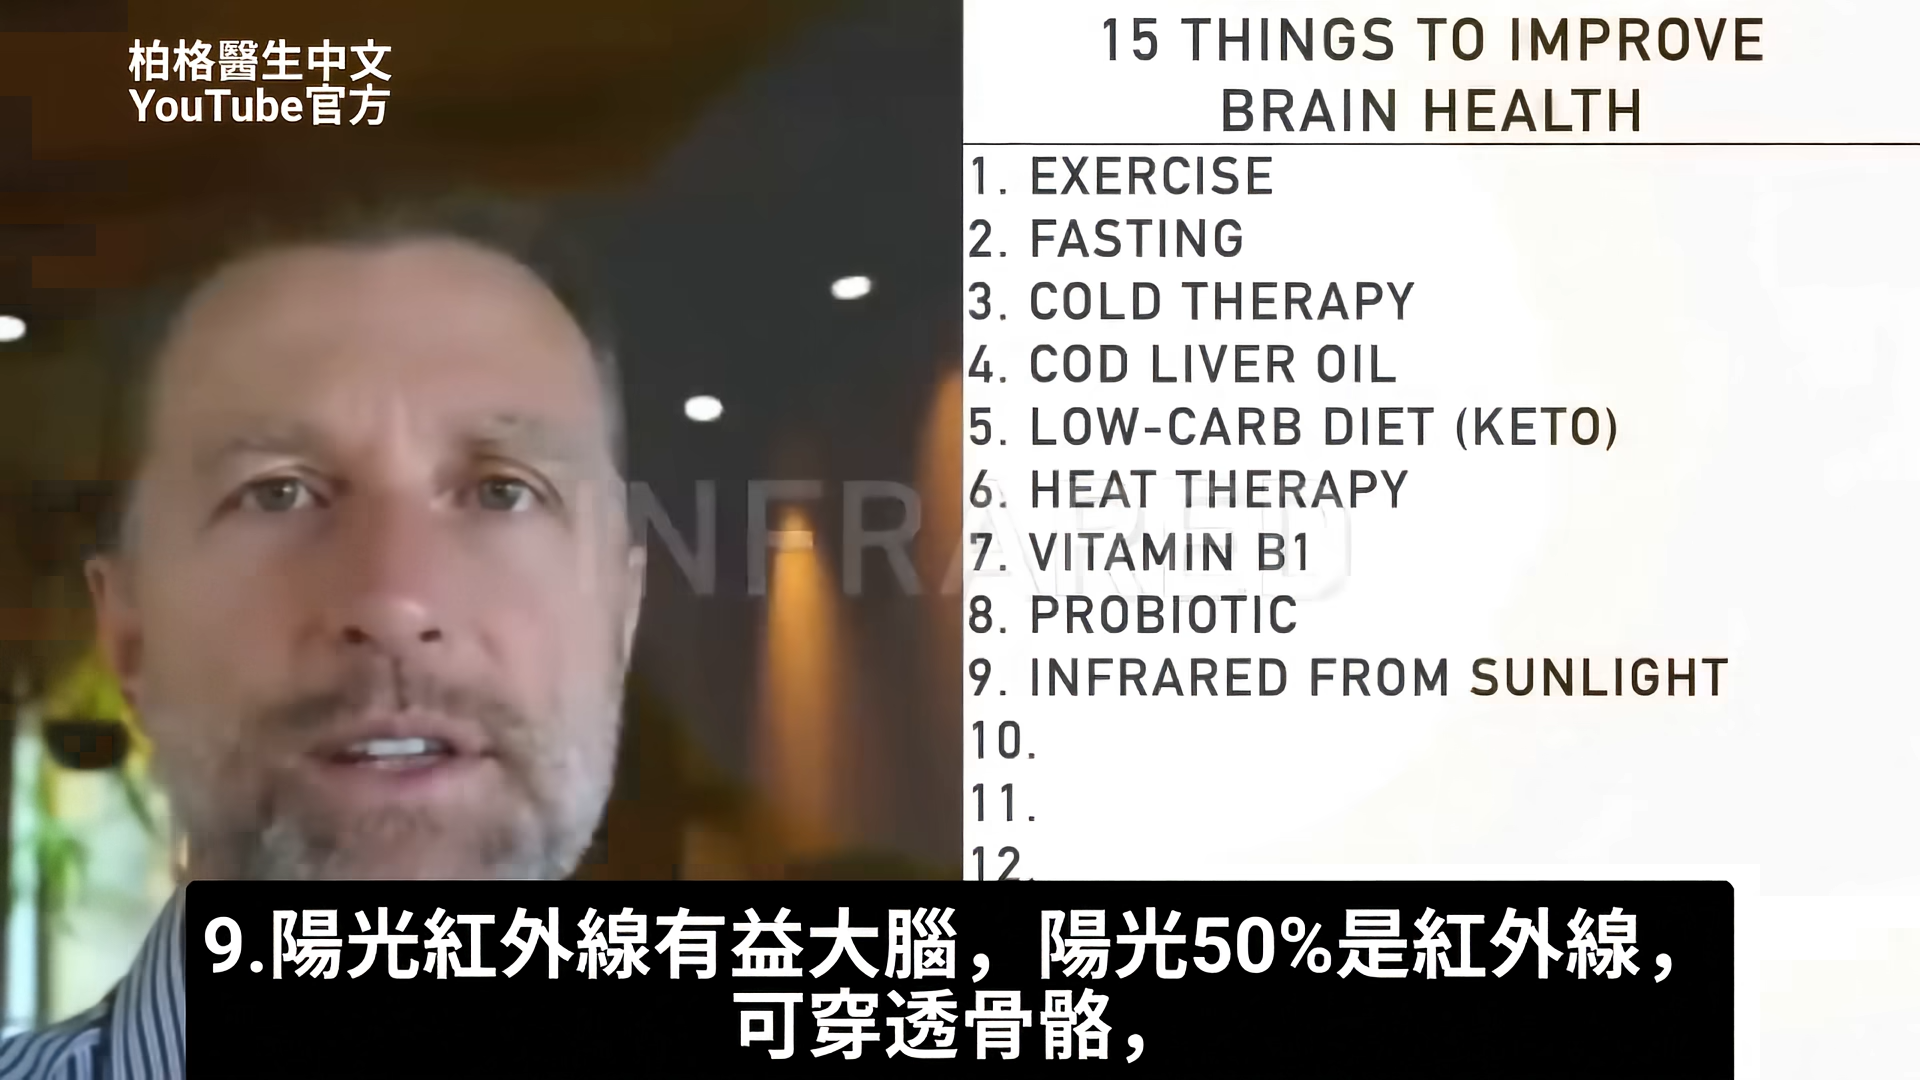 柏格醫生中文
YouTube官方
15 THINGS TO IMPROVE
BRAIN HEALTH
1. EXERCISE
2. FASTING
3. COLD THERAPY
4. COD LIVER OIL
5. LOW-CARB DIET (KETO)
6. HEAT THERAPY
7. VITAMIN B1
8. PROBIOTIC
9. INFRARED FROM SUNLIGHT
10.
11.
12.
INFRARED
9.陽光紅外線有益大腦，陽光50%是紅外線，
可穿透骨骼，